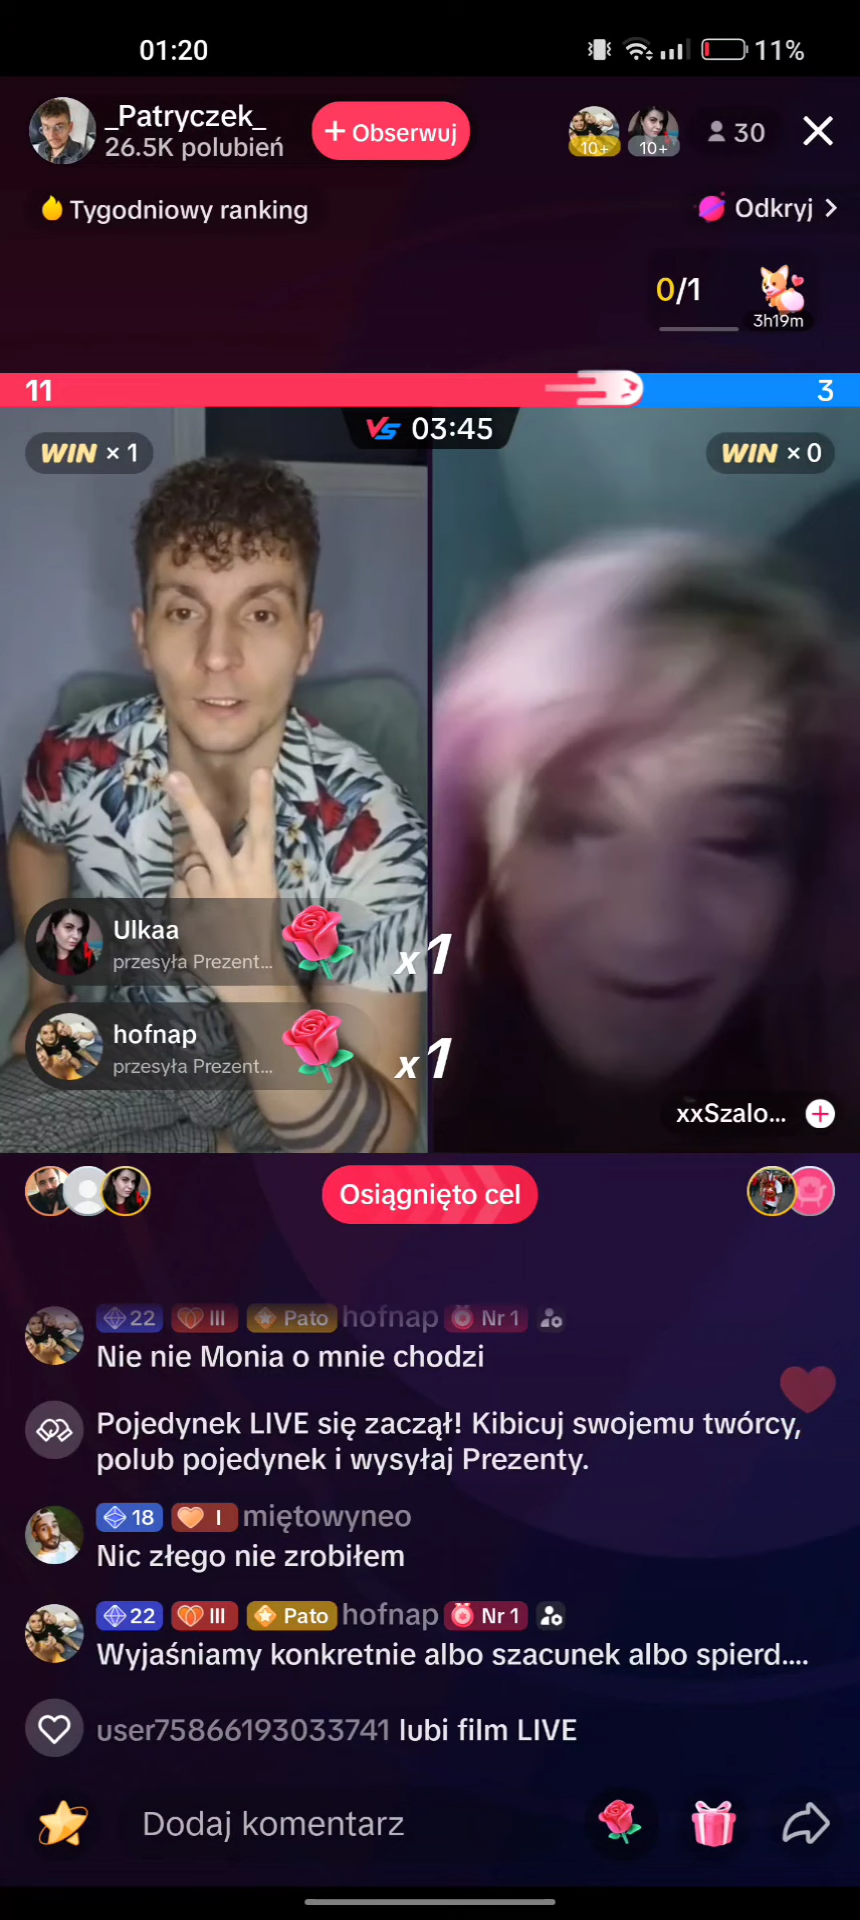 01:20
11%
_Patryczek_
26.5K polubień
+ Obserwuj
10+
10+
30
Tygodniowy ranking
Odkryj >
0/1
3h19m
11
3
VS 03:45
WIN × 1
WIN × 0
Ulkaa
przesyła Prezent...
x1
hofnap
przesyła Prezent...
x1
xxSzalo...
Osiągnięto cel
22 III Pato hofnap Nr 1
Nie nie Monia o mnie chodzi
Pojedynek LIVE się zaczął! Kibicuj swojemu twórcy,
polub pojedynek i wysyłaj Prezenty.
18 I miętowyneo
Nic złego nie zrobiłem
22 III Pato hofnap Nr 1
Wyjaśniamy konkretnie albo szacunek albo spierd....
user75866193033741 lubi film LIVE
Dodaj komentarz